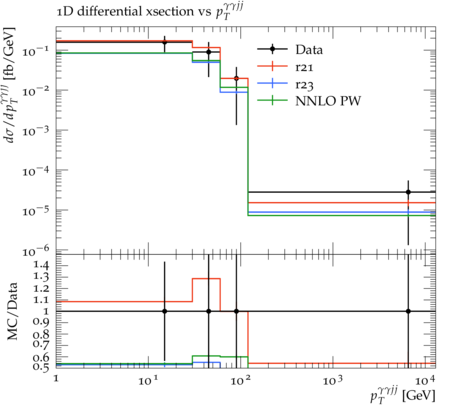 1D differential xsection vs p_T^{γγjj}
dσ/dp_T^{γγjj} [fb/GeV]
10^{−1}
10^{−2}
10^{−3}
10^{−4}
10^{−5}
10^{−6}
Data
r21
r23
NNLO PW
MC/Data
1.4
1.3
1.2
1.1
1
0.9
0.8
0.7
0.6
0.5
1 10^1 10^2 10^3 10^4
p_T^{γγjj} [GeV]